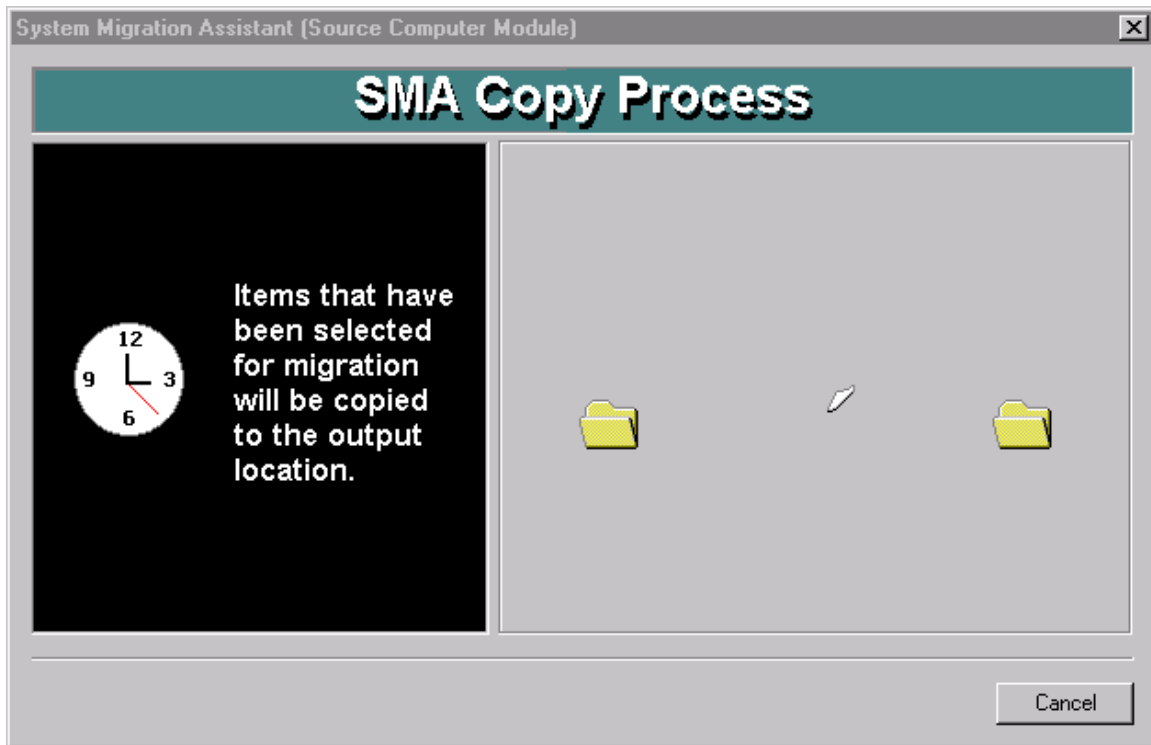 System Migration Assistant (Source Computer Module)
SMA Copy Process
12
9
3
6
Items that have
been selected
for migration
will be copied
to the output
location.
Cancel